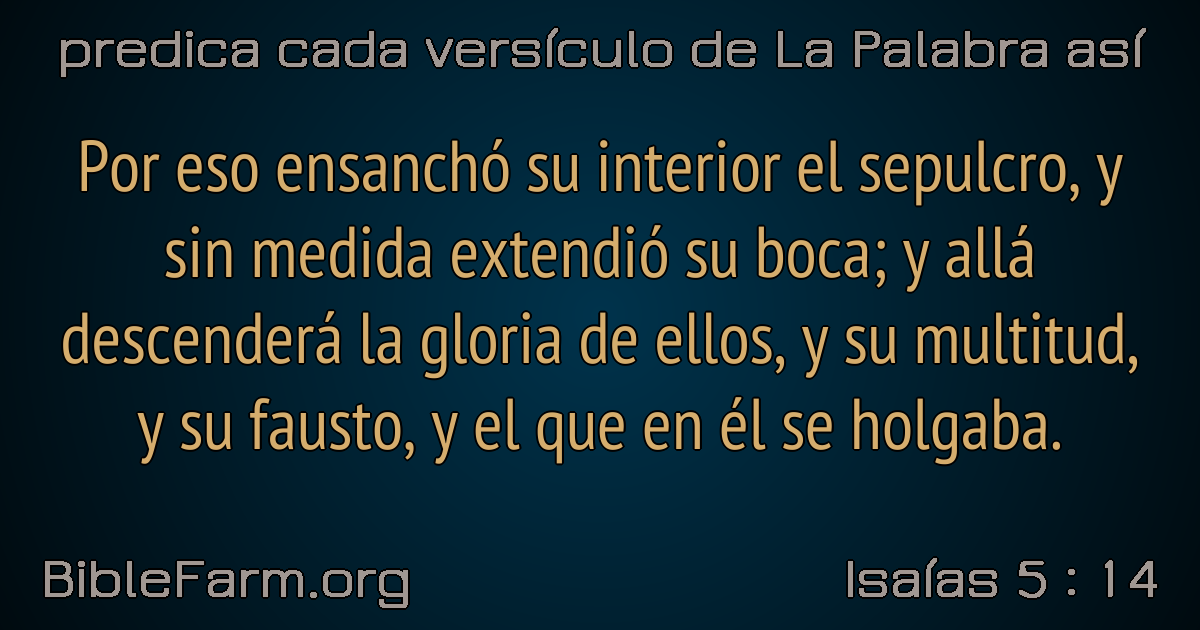 predica cada versículo de La Palabra así
Por eso ensanchó su interior el sepulcro, y
sin medida extendió su boca; y allá
descenderá la gloria de ellos, y su multitud,
y su fausto, y el que en él se holgaba.
BibleFarm.org
Isaías 5 : 14